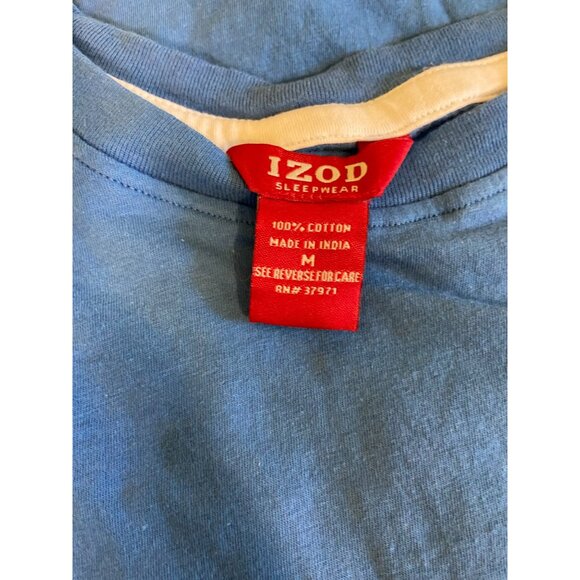 IZOD
SLEEPWEAR
100% COTTON
MADE IN INDIA
M
SEE REVERSE FOR CARE
RN# 37971